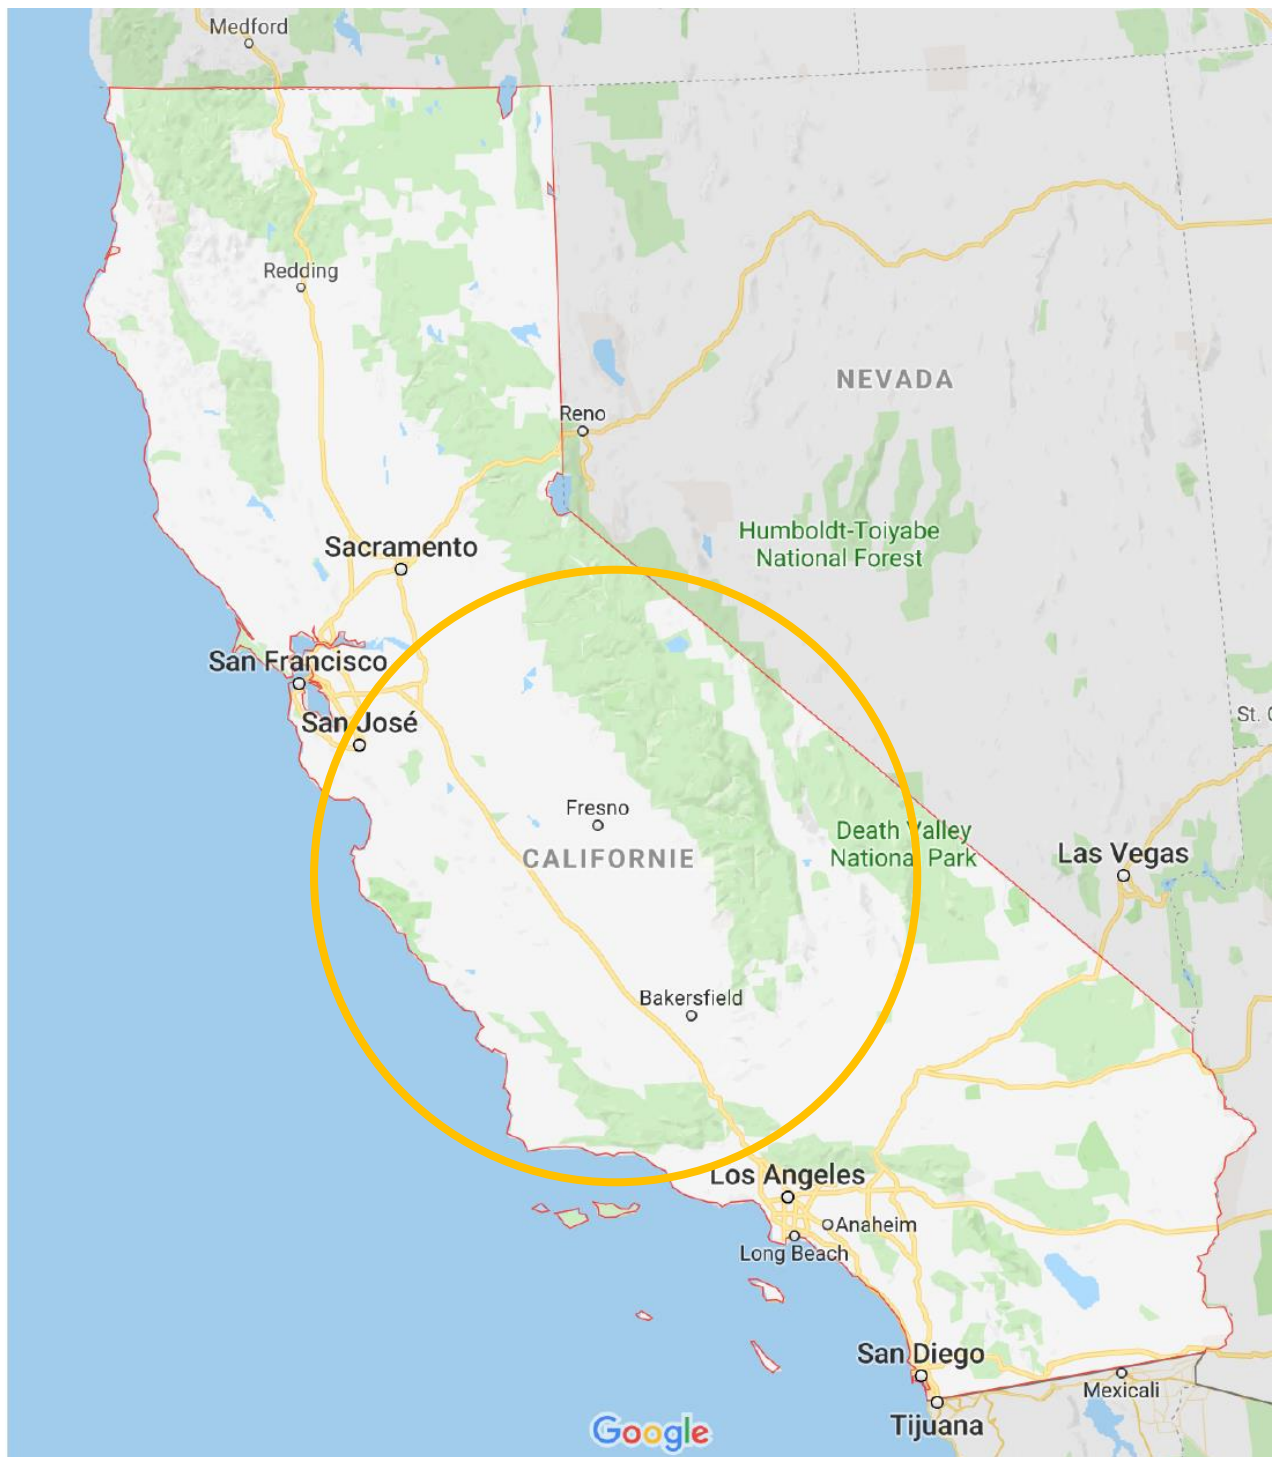 Medford
Redding
NEVADA
Reno
Humboldt-Toiyabe
National Forest
Sacramento
San Francisco
San José
St.
Fresno
CALIFORNIE
Death Valley
National Park
Las Vegas
Bakersfield
Los Angeles
Anaheim
Long Beach
San Diego
Mexicali
Tijuana
Google